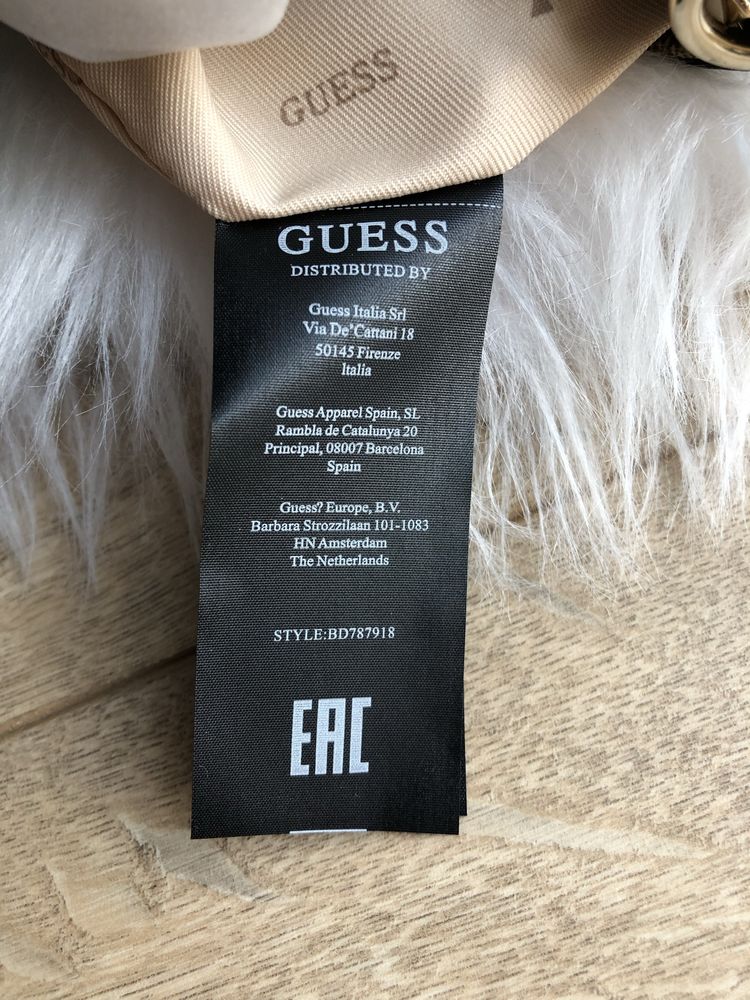 GUESS
GUESS
DISTRIBUTED BY
Guess Italia Srl
Via De'Cattani 18
50145 Firenze
Italia
Guess Apparel Spain, SL
Rambla de Catalunya 20
Principal, 08007 Barcelona
Spain
Guess? Europe, B.V.
Barbara Strozzilaan 101-1083
HN Amsterdam
The Netherlands
STYLE:BD787918
EAC